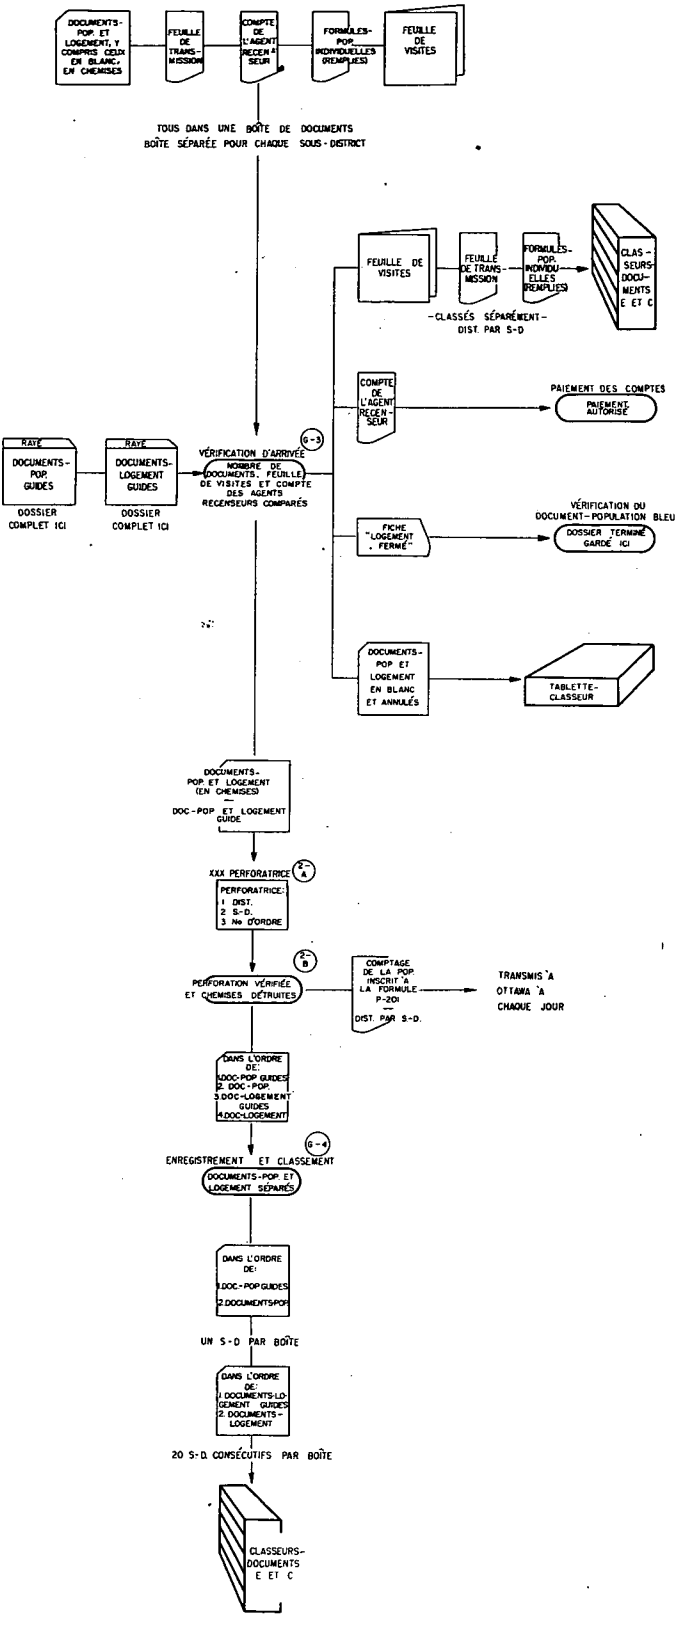 DOCUMENTS-
POP. ET
LOGEMENT, Y
COMPRIS CEUX
EN BLANC,
EN CHEMISES
FEUILLE
DE
TRANS-
MISSION
COMPTE
DE
L'AGENT
RECEN-
SEUR
FORMULES-
POP.
INDIVIDUELLES
(REMPLIES)
FEUILLE
DE
VISITES
TOUS DANS UNE BOÎTE DE DOCUMENTS
BOÎTE SÉPARÉE POUR CHAQUE SOUS-DISTRICT
FEUILLE DE
VISITES
FEUILLE
DE TRANS-
MISSION
FORMULES-
POP.
INDIVIDU-
ELLES
(REMPLIES)
CLAS-
SEURS-
DOCU-
MENTS
E ET C
-CLASSÉS SÉPARÉMENT-
DIST. PAR S-D
COMPTE
DE
L'AGENT
RECEN-
SEUR
PAIEMENT DES COMPTES
PAIEMENT
AUTORISÉ
RAYÉ
DOCUMENTS-
POP.
GUIDES
DOSSIER
COMPLET ICI
RAYÉ
DOCUMENTS-
LOGEMENT
GUIDES
DOSSIER
COMPLET ICI
G-3
VÉRIFICATION D'ARRIVÉE
NOMBRE DE
DOCUMENTS, FEUILLE
DE VISITES ET COMPTE
DES AGENTS
RECENSEURS COMPARÉS
FICHE
"LOGEMENT
FERMÉ"
VÉRIFICATION DU
DOCUMENT-POPULATION BLEU
DOSSIER TERMINÉ
GARDÉ ICI
DOCUMENTS-
POP ET
LOGEMENT
EN BLANC
ET ANNULÉS
TABLETTE-
CLASSEUR
DOCUMENTS-
POP. ET LOGEMENT
(EN CHEMISES)
—
DOC-POP ET LOGEMENT
GUIDE
2-
A
XXX PERFORATRICE
PERFORATRICE:
1 DIST.
2 S-D.
3 No D'ORDRE
2-
B
PERFORATION VÉRIFIÉE
ET CHEMISES DÉTRUITES
COMPTAGE
DE LA POP.
INSCRIT À
LA FORMULE
P-201
—
DIST. PAR S-D.
TRANSMIS À
OTTAWA À
CHAQUE JOUR
DANS L'ORDRE
DE:
1.DOC-POP GUIDES
2. DOC-POP.
3.DOC-LOGEMENT
GUIDES
4.DOC-LOGEMENT
G-4
ENREGISTREMENT ET CLASSEMENT
DOCUMENTS-POP. ET
LOGEMENT SÉPARÉS
DANS L'ORDRE
DE:
1.DOC.-POP GUIDES
2.DOCUMENTS-POP.
UN S-D PAR BOÎTE
DANS L'ORDRE
DE:
1 DOCUMENTS-LO-
GEMENT GUIDES
2. DOCUMENTS-
LOGEMENT
20 S-D. CONSÉCUTIFS PAR BOÎTE
CLASSEURS-
DOCUMENTS
E ET C